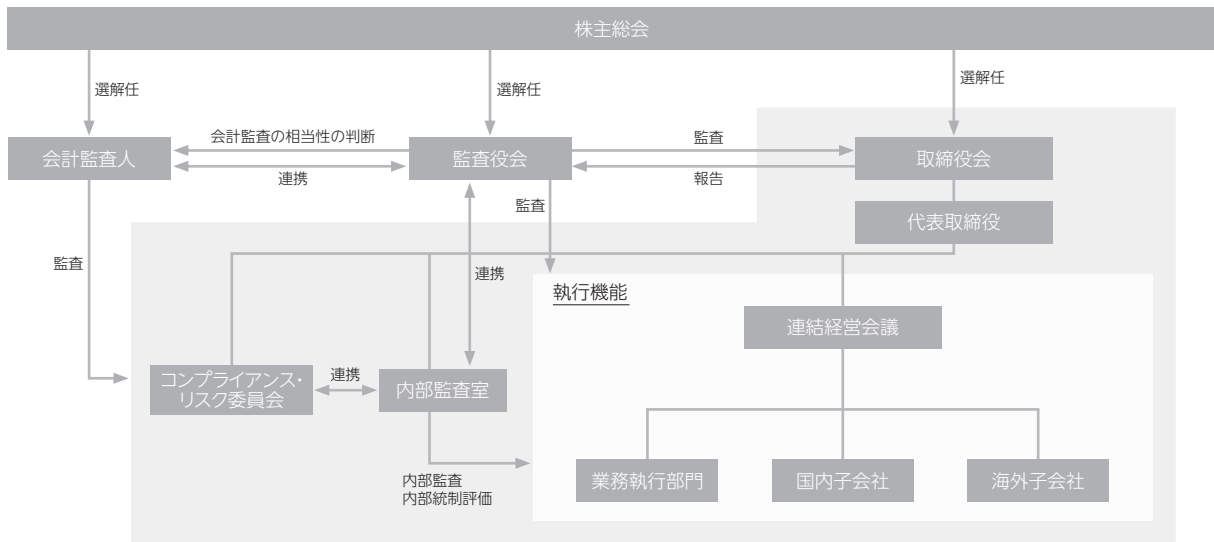 株主総会
選解任
選解任
選解任
会計監査人
会計監査の相当性の判断
連携
監査役会
監査
報告
取締役会
代表取締役
監査
監査
連携
執行機能
連結経営会議
コンプライアンス・
リスク委員会
連携
内部監査室
内部監査
内部統制評価
業務執行部門
国内子会社
海外子会社